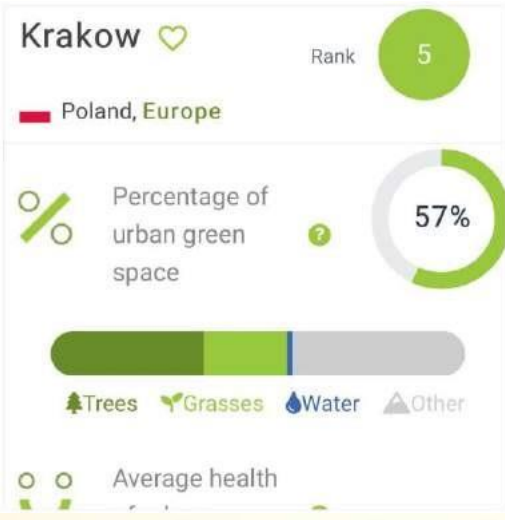 Krakow
Rank 5
Poland, Europe
Percentage of
urban green
space
?
57%
Trees Grasses Water Other
Average health